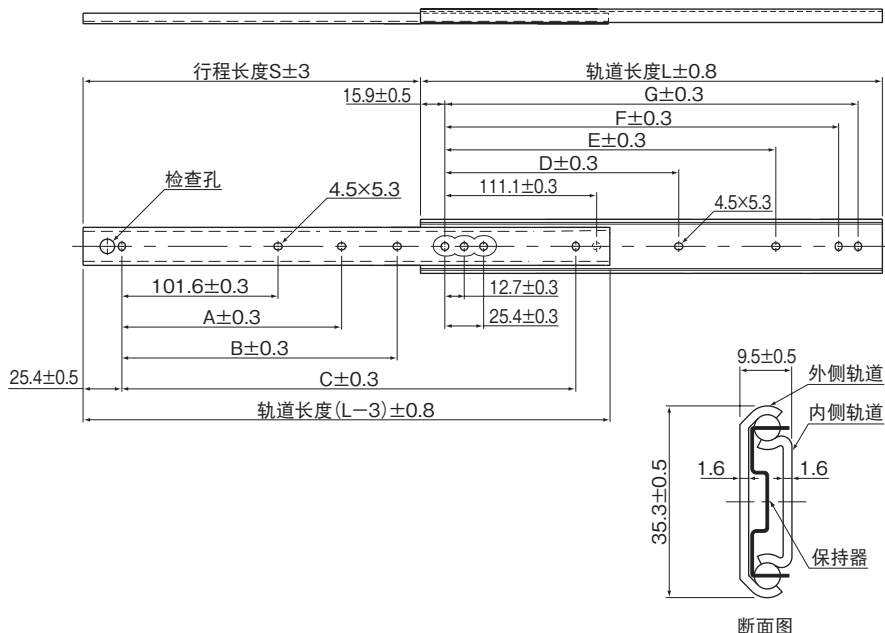 行程长度S±3
轨道长度L±0.8
15.9±0.5
G±0.3
F±0.3
E±0.3
D±0.3
检查孔
4.5×5.3
111.1±0.3
4.5×5.3
101.6±0.3
12.7±0.3
A±0.3
25.4±0.3
B±0.3
25.4±0.5
C±0.3
轨道长度(L−3)±0.8
9.5±0.5
外侧轨道
内侧轨道
1.6
1.6
35.3±0.5
保持器
断面图